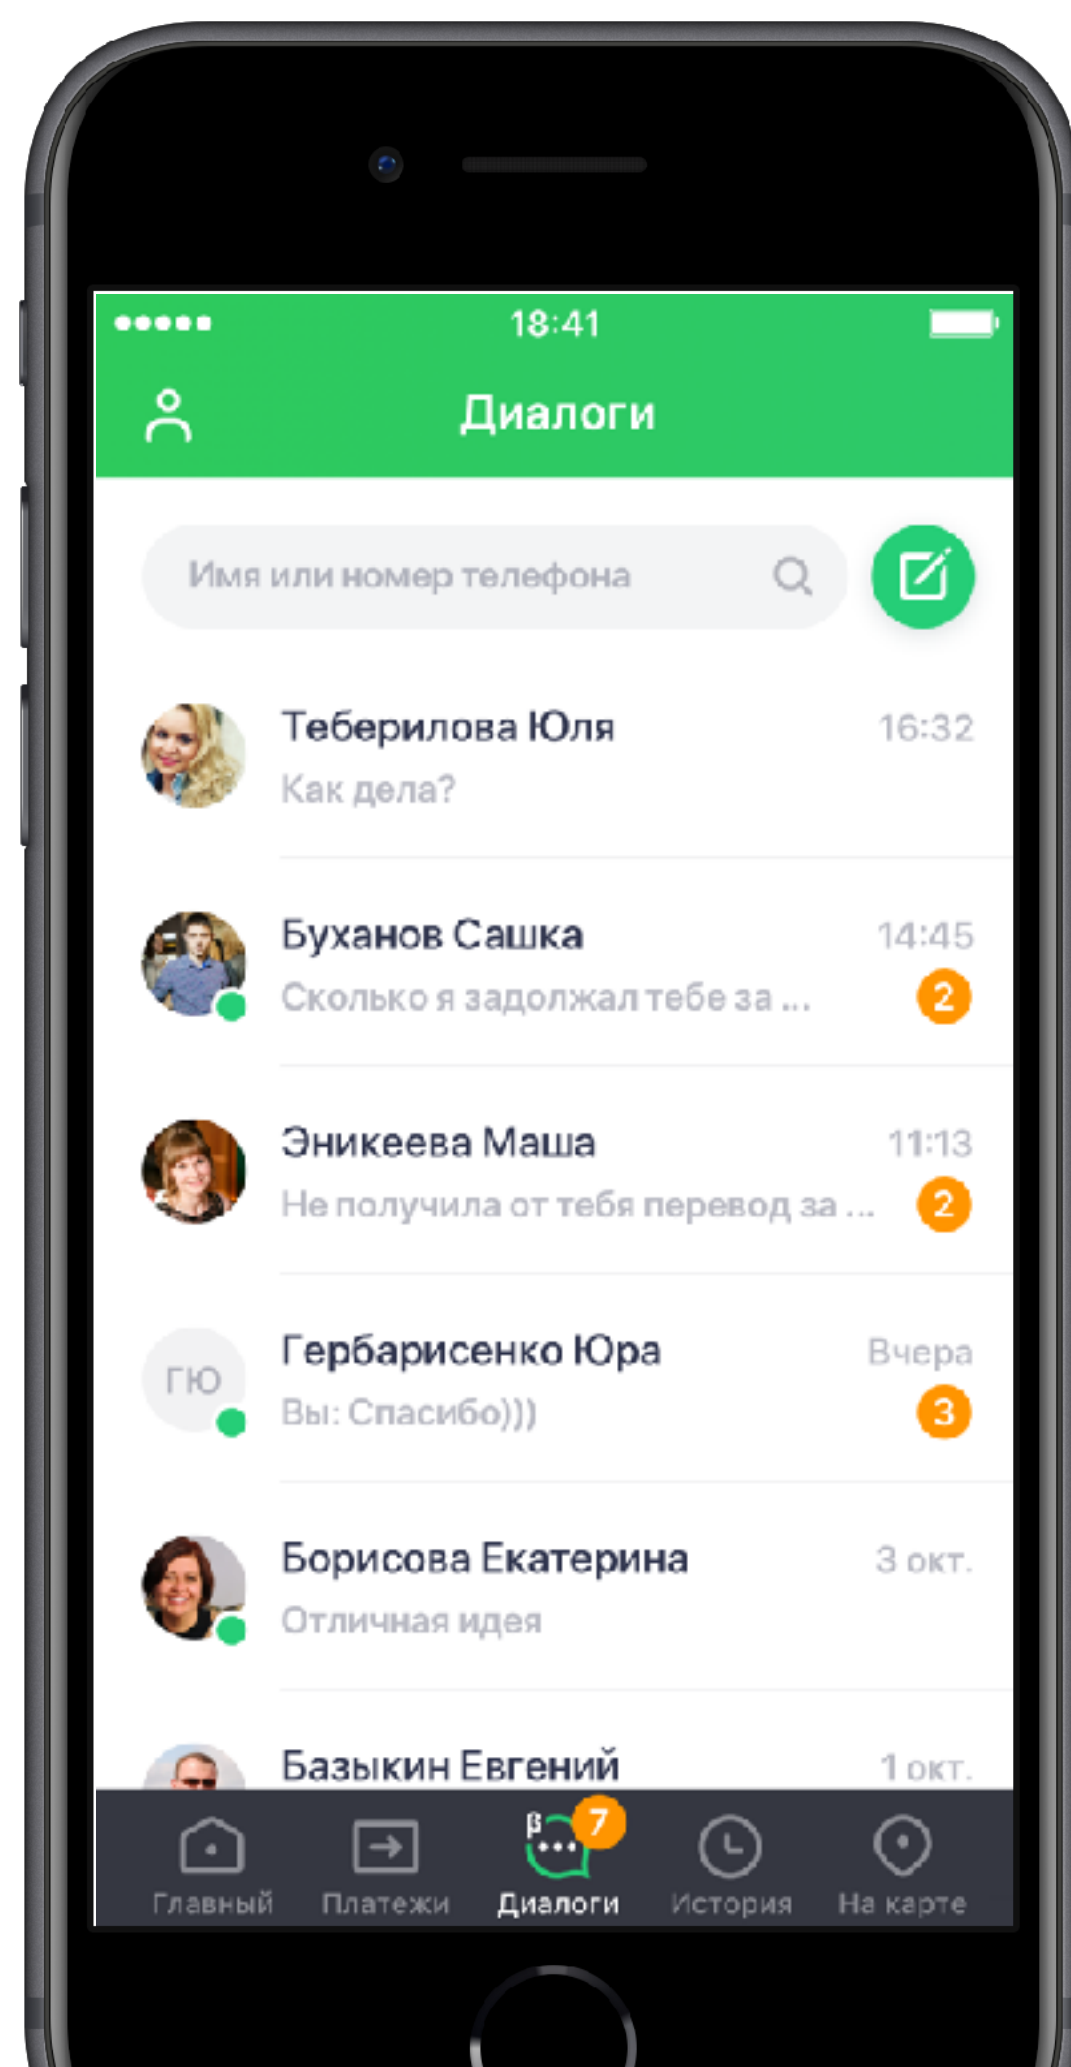 18:41
Диалоги
Имя или номер телефона
Теберилова Юля 16:32
Как дела?
Буханов Сашка 14:45
Сколько я задолжал тебе за ... 2
Эникеева Маша 11:13
Не получила от тебя перевод за ... 2
ГЮ Гербарисенко Юра Вчера
Вы: Спасибо))) 3
Борисова Екатерина 3 окт.
Отличная идея
Базыкин Евгений 1 окт.
β 7
Главный Платежи Диалоги История На карте